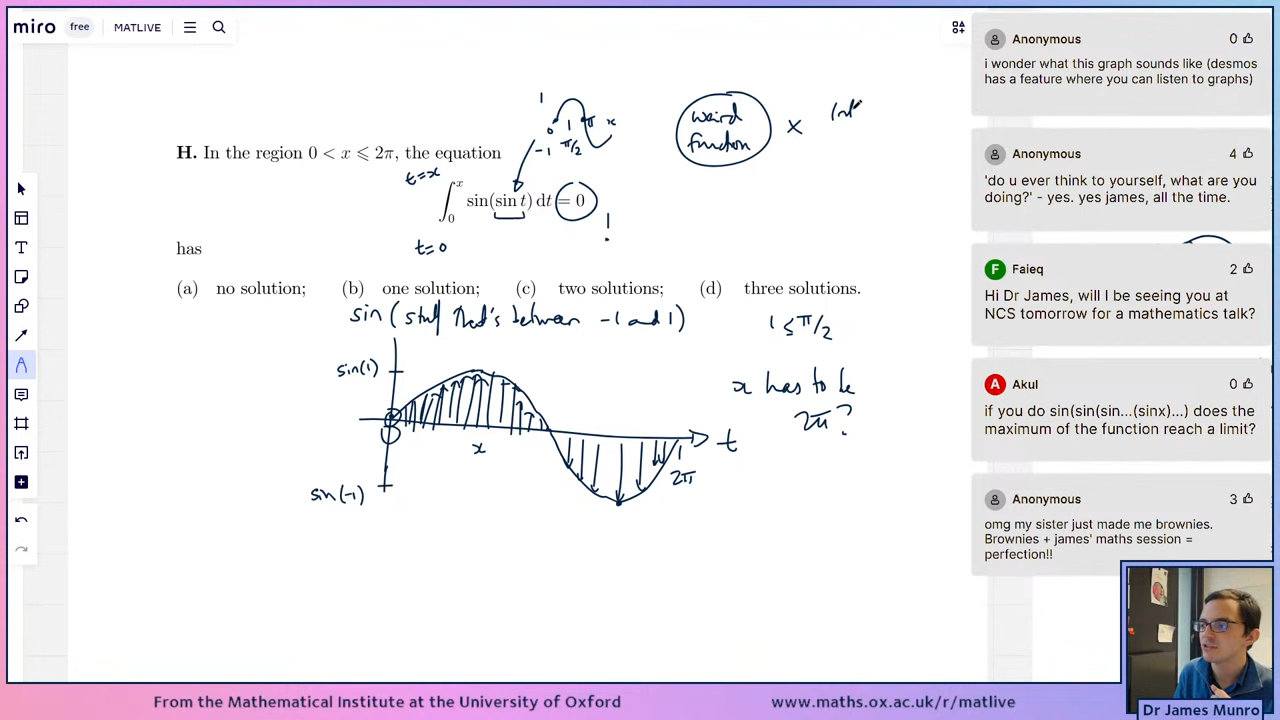 miro free MATLIVE
weird
function × Int
1
0 1 π x
-1 π/2
H. In the region 0 < x ⩽ 2π, the equation
t=x
∫₀ˣ sin(sin t) dt = 0
!
t=0
has
(a) no solution; (b) one solution; (c) two solutions; (d) three solutions.
sin (stuff that's between -1 and 1) 1 ≤ π/2
sin(1)
x has to be
2π?
x
t
2π
sin(-1)
Anonymous 0
i wonder what this graph sounds like (desmos
has a feature where you can listen to graphs)
Anonymous 4
'do u ever think to yourself, what are you
doing?' - yes. yes james, all the time.
F Faieq 2
Hi Dr James, will I be seeing you at
NCS tomorrow for a mathematics talk?
A Akul 0
if you do sin(sin(sin...(sinx)...) does the
maximum of the function reach a limit?
Anonymous 3
omg my sister just made me brownies.
Brownies + james' maths session =
perfection!!
From the Mathematical Institute at the University of Oxford www.maths.ox.ac.uk/r/matlive
Dr James Munro